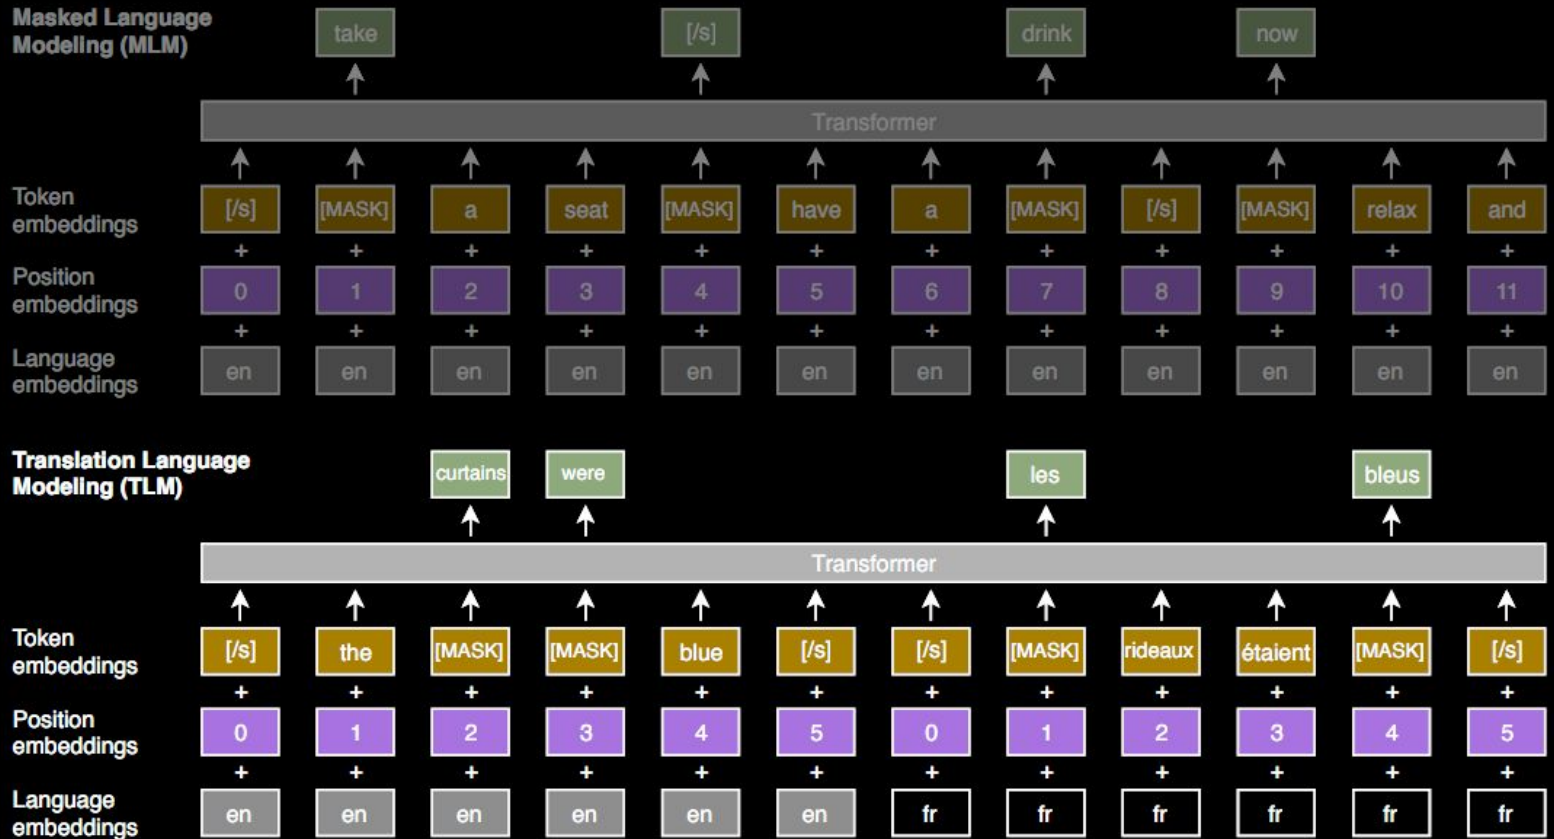 Masked Language
Modeling (MLM)
take [/s] drink now
Transformer
Token
embeddings
[/s] [MASK] a seat [MASK] have a [MASK] [/s] [MASK] relax and
+ + + + + + + + + + + +
Position
embeddings
0 1 2 3 4 5 6 7 8 9 10 11
+ + + + + + + + + + + +
Language
embeddings
en en en en en en en en en en en en
Translation Language
Modeling (TLM)
curtains were les bleus
Transformer
Token
embeddings
[/s] the [MASK] [MASK] blue [/s] [/s] [MASK] rideaux étaient [MASK] [/s]
+ + + + + + + + + + + +
Position
embeddings
0 1 2 3 4 5 0 1 2 3 4 5
+ + + + + + + + + + + +
Language
embeddings
en en en en en en fr fr fr fr fr fr